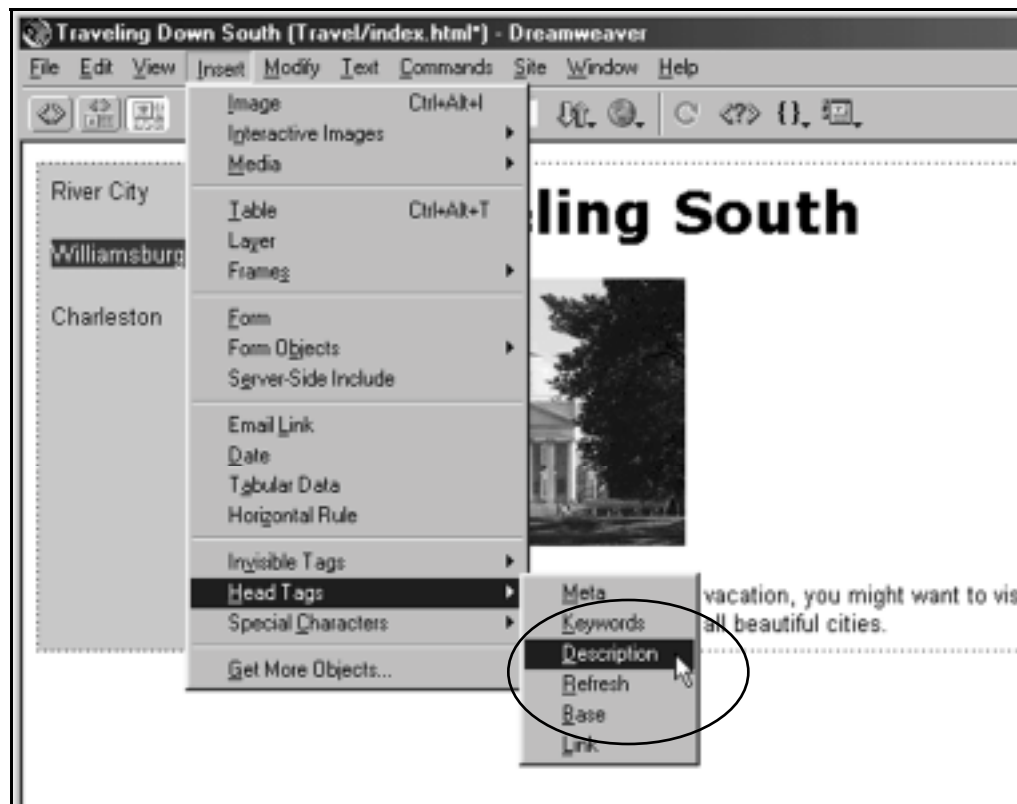 Traveling Down South (Travel/index.html*) - Dreamweaver
File Edit View Insert Modify Text Commands Site Window Help
Image Ctrl+Alt+I
Interactive Images
Media
Table Ctrl+Alt+T
Layer
Frames
Form
Form Objects
Server-Side Include
Email Link
Date
Tabular Data
Horizontal Rule
Invisible Tags
Head Tags
Special Characters
Get More Objects...
Meta
Keywords
Description
Refresh
Base
Link
River City
Williamsburg
Charleston
ling South
vacation, you might want to vis
all beautiful cities.